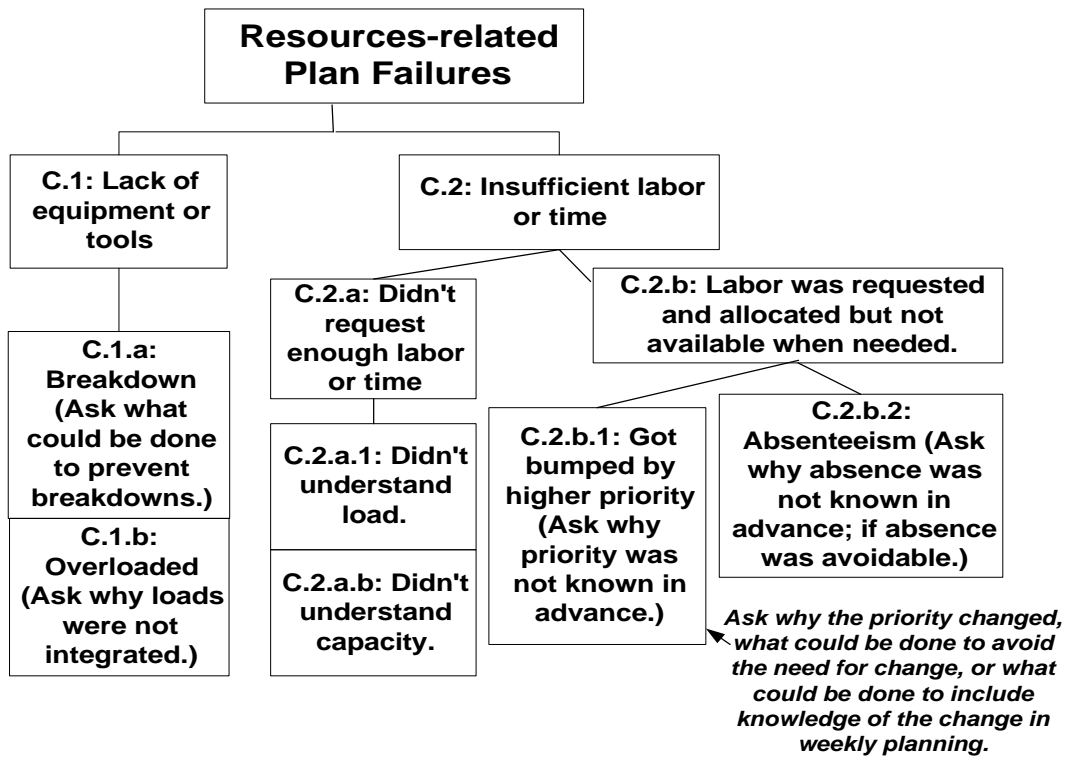 Resources-related
Plan Failures
C.1: Lack of
equipment or
tools
C.2: Insufficient labor
or time
C.2.a: Didn't
request
enough labor
or time
C.2.b: Labor was requested
and allocated but not
available when needed.
C.1.a:
Breakdown
(Ask what
could be done
to prevent
breakdowns.)
C.1.b:
Overloaded
(Ask why loads
were not
integrated.)
C.2.a.1: Didn't
understand
load.
C.2.a.b: Didn't
understand
capacity.
C.2.b.1: Got
bumped by
higher priority
(Ask why
priority was
not known in
advance.)
C.2.b.2:
Absenteeism (Ask
why absence was
not known in
advance; if absence
was avoidable.)
Ask why the priority changed,
what could be done to avoid
the need for change, or what
could be done to include
knowledge of the change in
weekly planning.